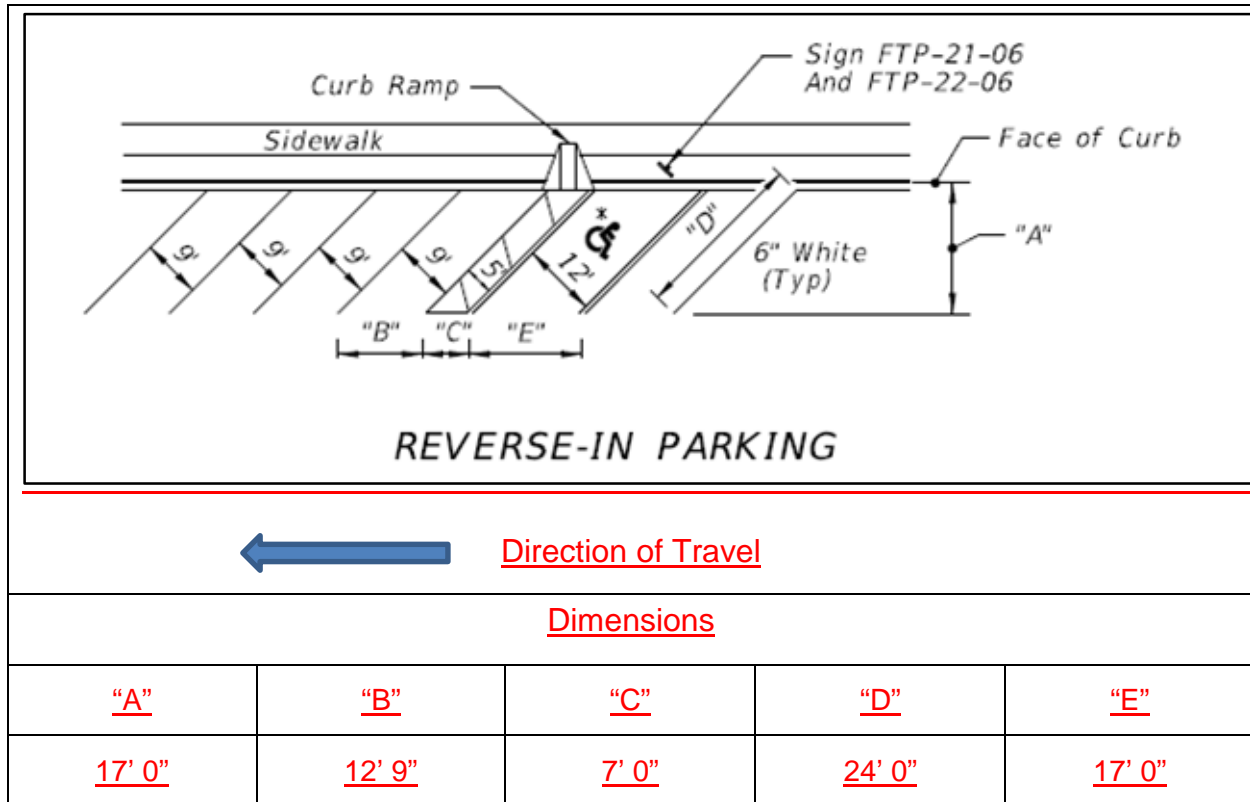 Sign FTP-21-06
And FTP-22-06
Curb Ramp
Sidewalk
Face of Curb
9'
9'
9'
9'
5'
*
12'
"D"
6" White
(Typ)
"A"
"B"
"C"
"E"
REVERSE-IN PARKING
Direction of Travel
Dimensions
“A” “B” “C” “D” “E”
17’ 0” 12’ 9” 7’ 0” 24’ 0” 17’ 0”